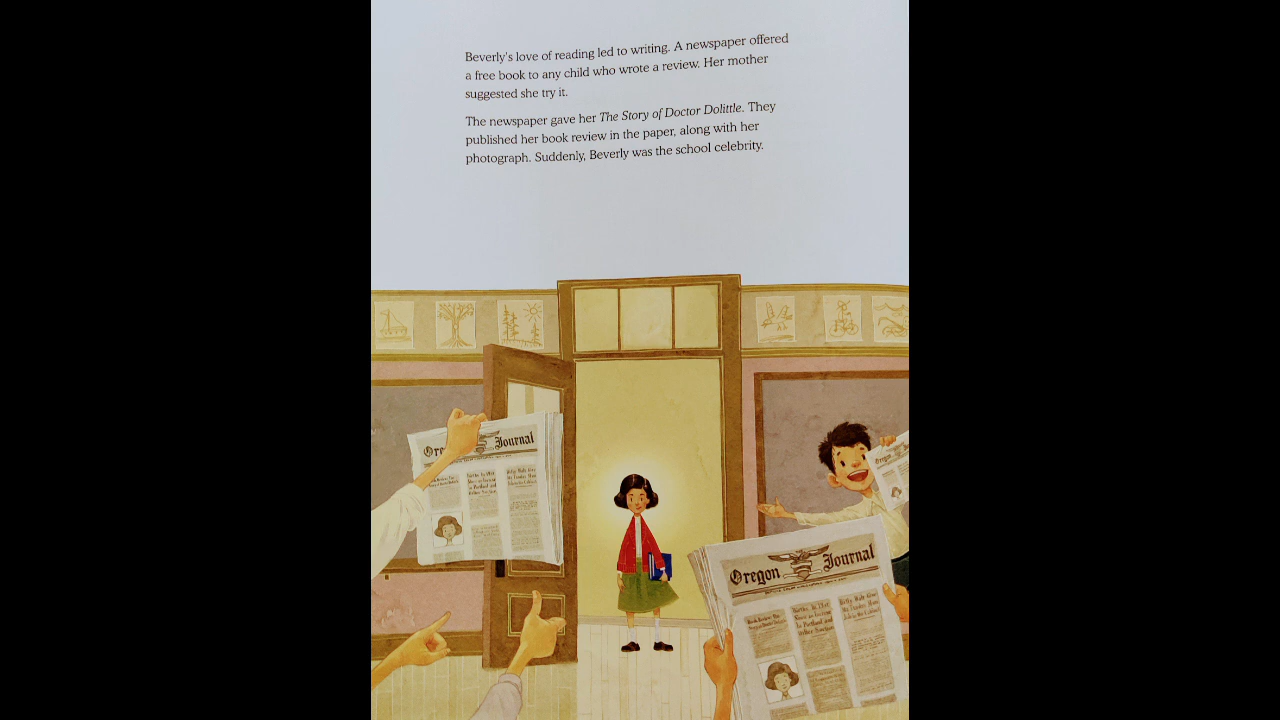 Beverly's love of reading led to writing. A newspaper offered
a free book to any child who wrote a review. Her mother
suggested she try it.
The newspaper gave her The Story of Doctor Dolittle. They
published her book review in the paper, along with her
photograph. Suddenly, Beverly was the school celebrity.
Journal
Oregon
Oregon Journal